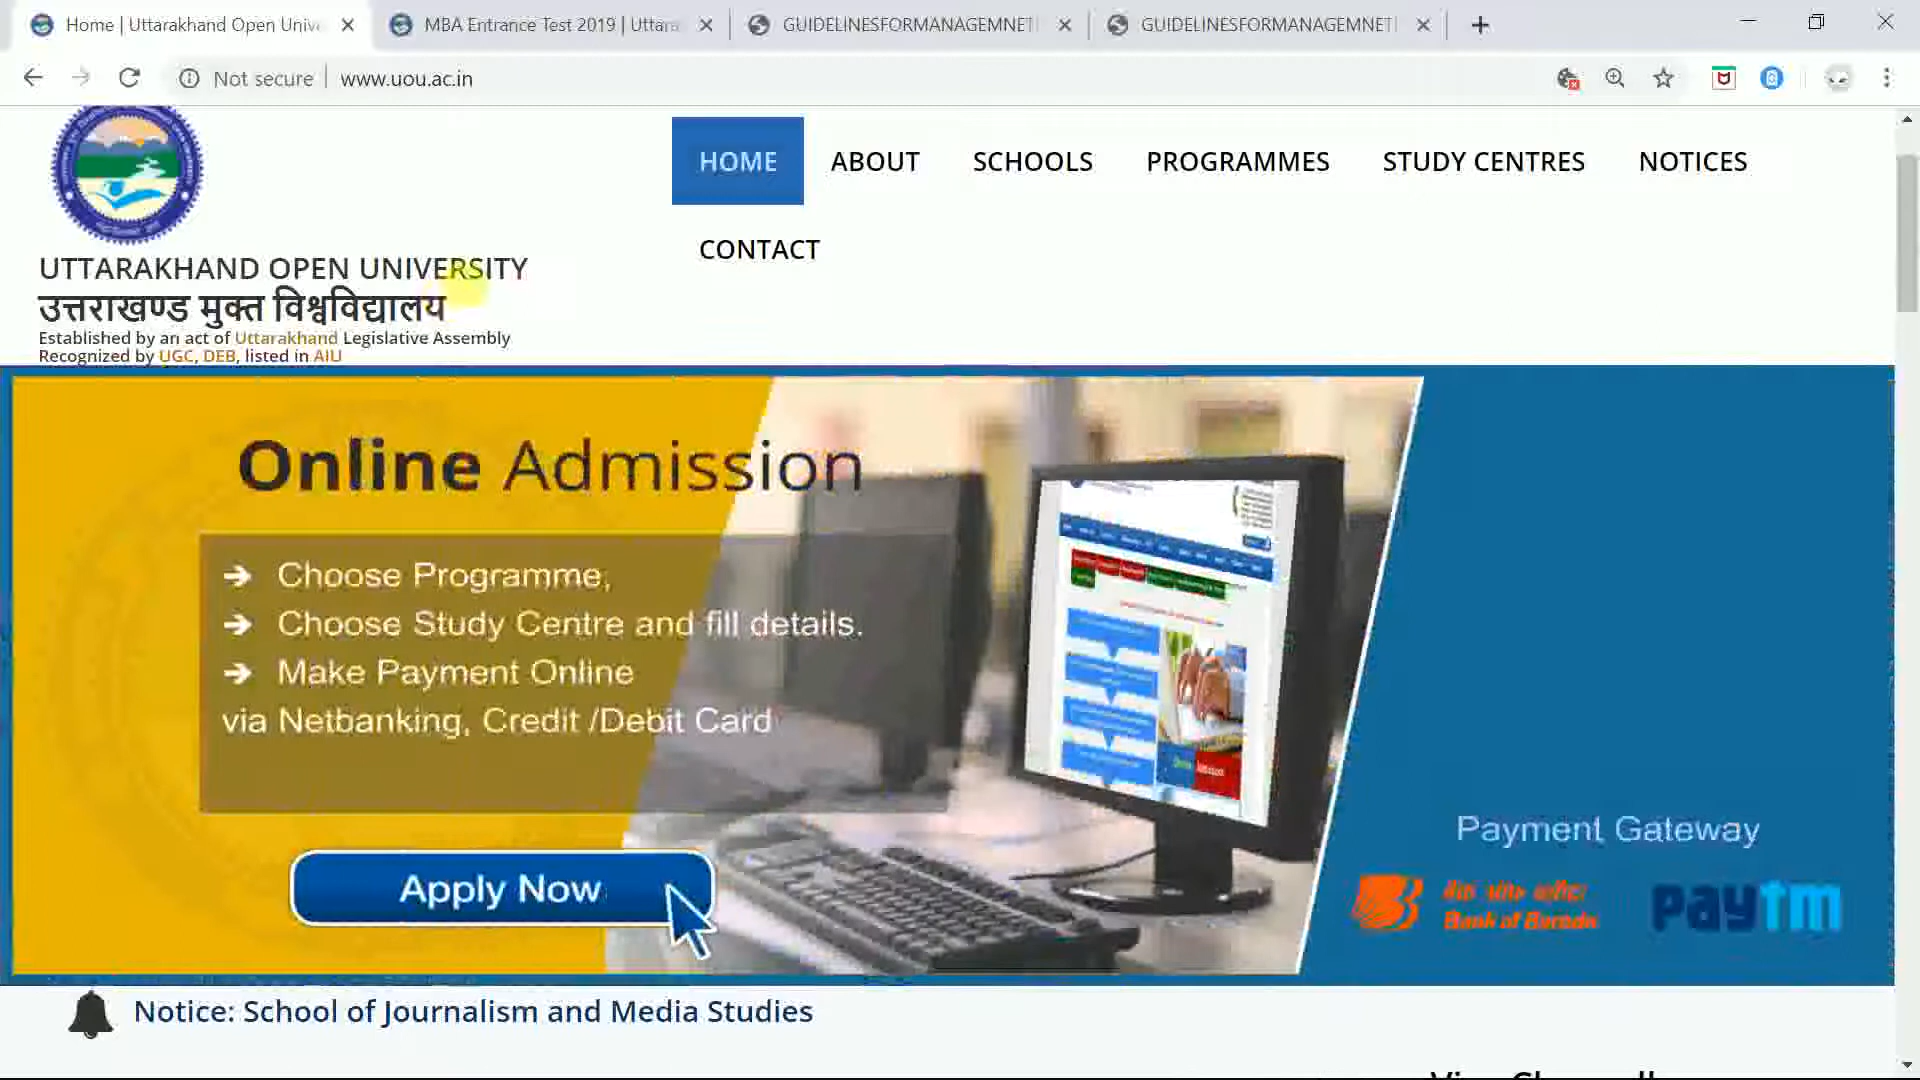 Home | Uttarakhand Open Unive
MBA Entrance Test 2019 | Uttara
GUIDELINESFORMANAGEMNET
GUIDELINESFORMANAGEMNET
Not secure
www.uou.ac.in
HOME
ABOUT
SCHOOLS
PROGRAMMES
STUDY CENTRES
NOTICES
CONTACT
UTTARAKHAND OPEN UNIVERSITY
उत्तराखण्ड मुक्त विश्वविद्यालय
Established by an act of Uttarakhand Legislative Assembly
Recognized by UGC, DEB, listed in AIU
Online Admission
→ Choose Programme,
→ Choose Study Centre and fill details.
→ Make Payment Online
via Netbanking, Credit /Debit Card
Apply Now
Payment Gateway
Bank of Baroda
paytm
Notice: School of Journalism and Media Studies